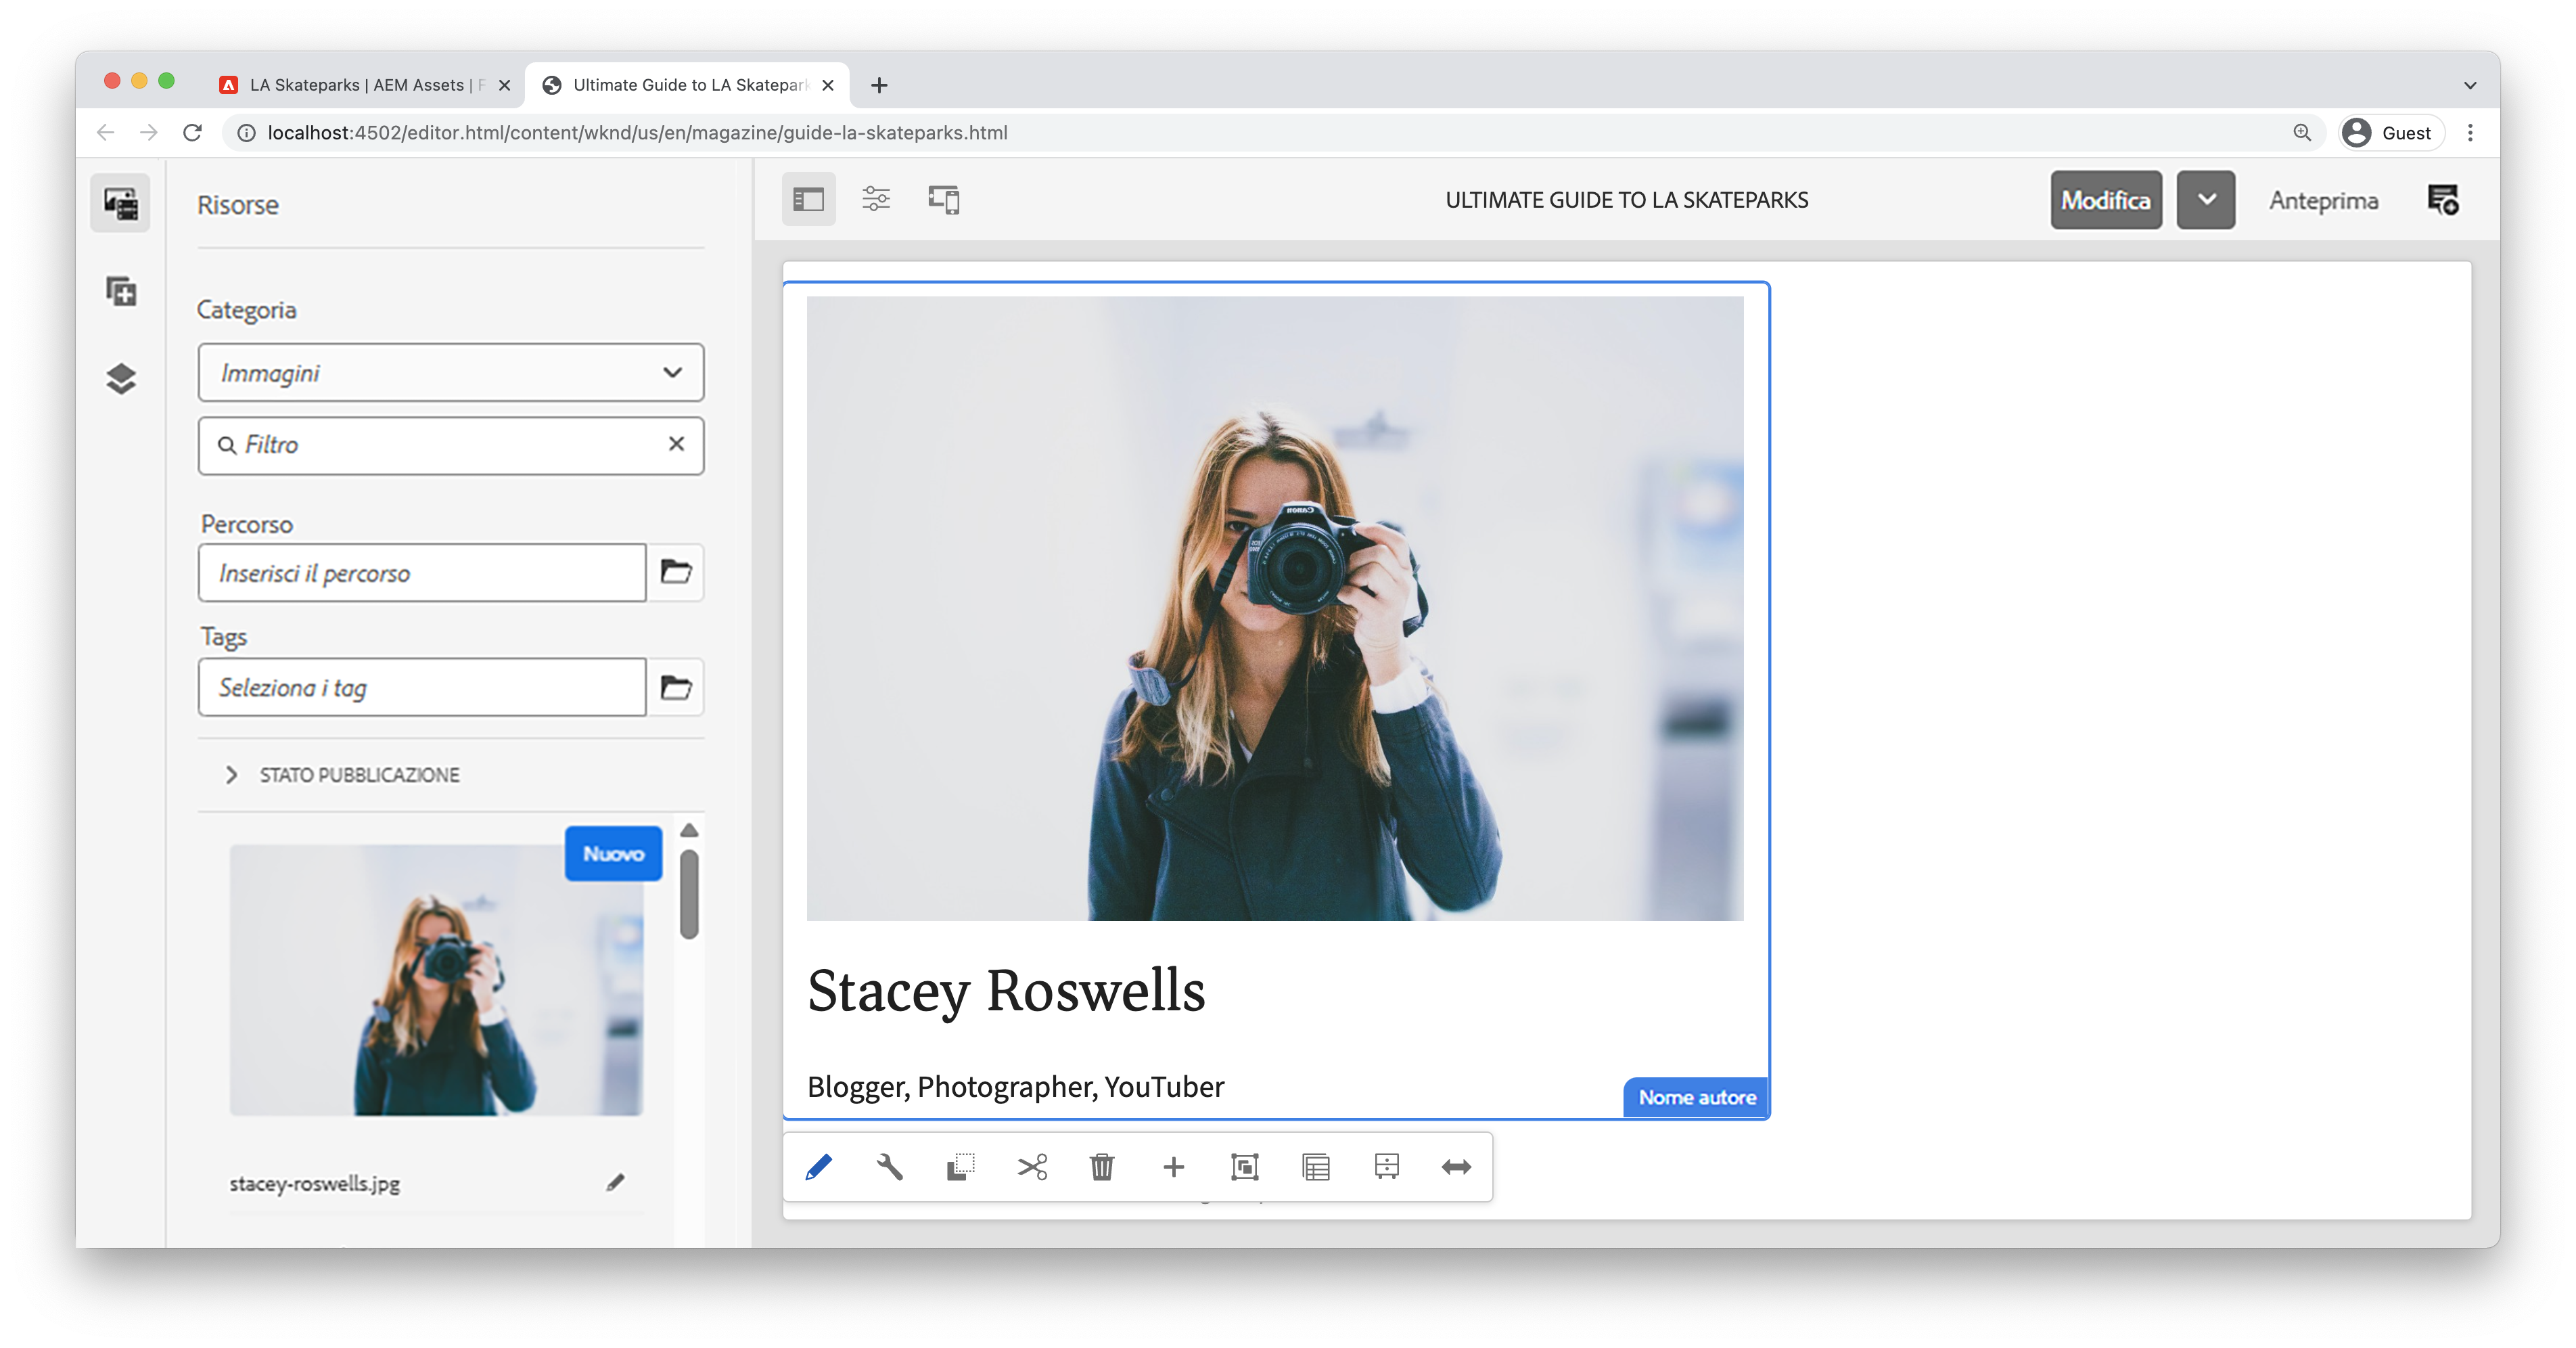 LA Skateparks | AEM Assets |
Ultimate Guide to LA Skatepark
localhost:4502/editor.html/content/wknd/us/en/magazine/guide-la-skateparks.html
Guest
Risorse
ULTIMATE GUIDE TO LA SKATEPARKS
Modifica
Anteprima
Categoria
Immagini
Filtro
Percorso
Inserisci il percorso
Tags
Seleziona i tag
STATO PUBBLICAZIONE
Nuovo
stacey-roswells.jpg
Canon
Stacey Roswells
Blogger, Photographer, YouTuber
Nome autore